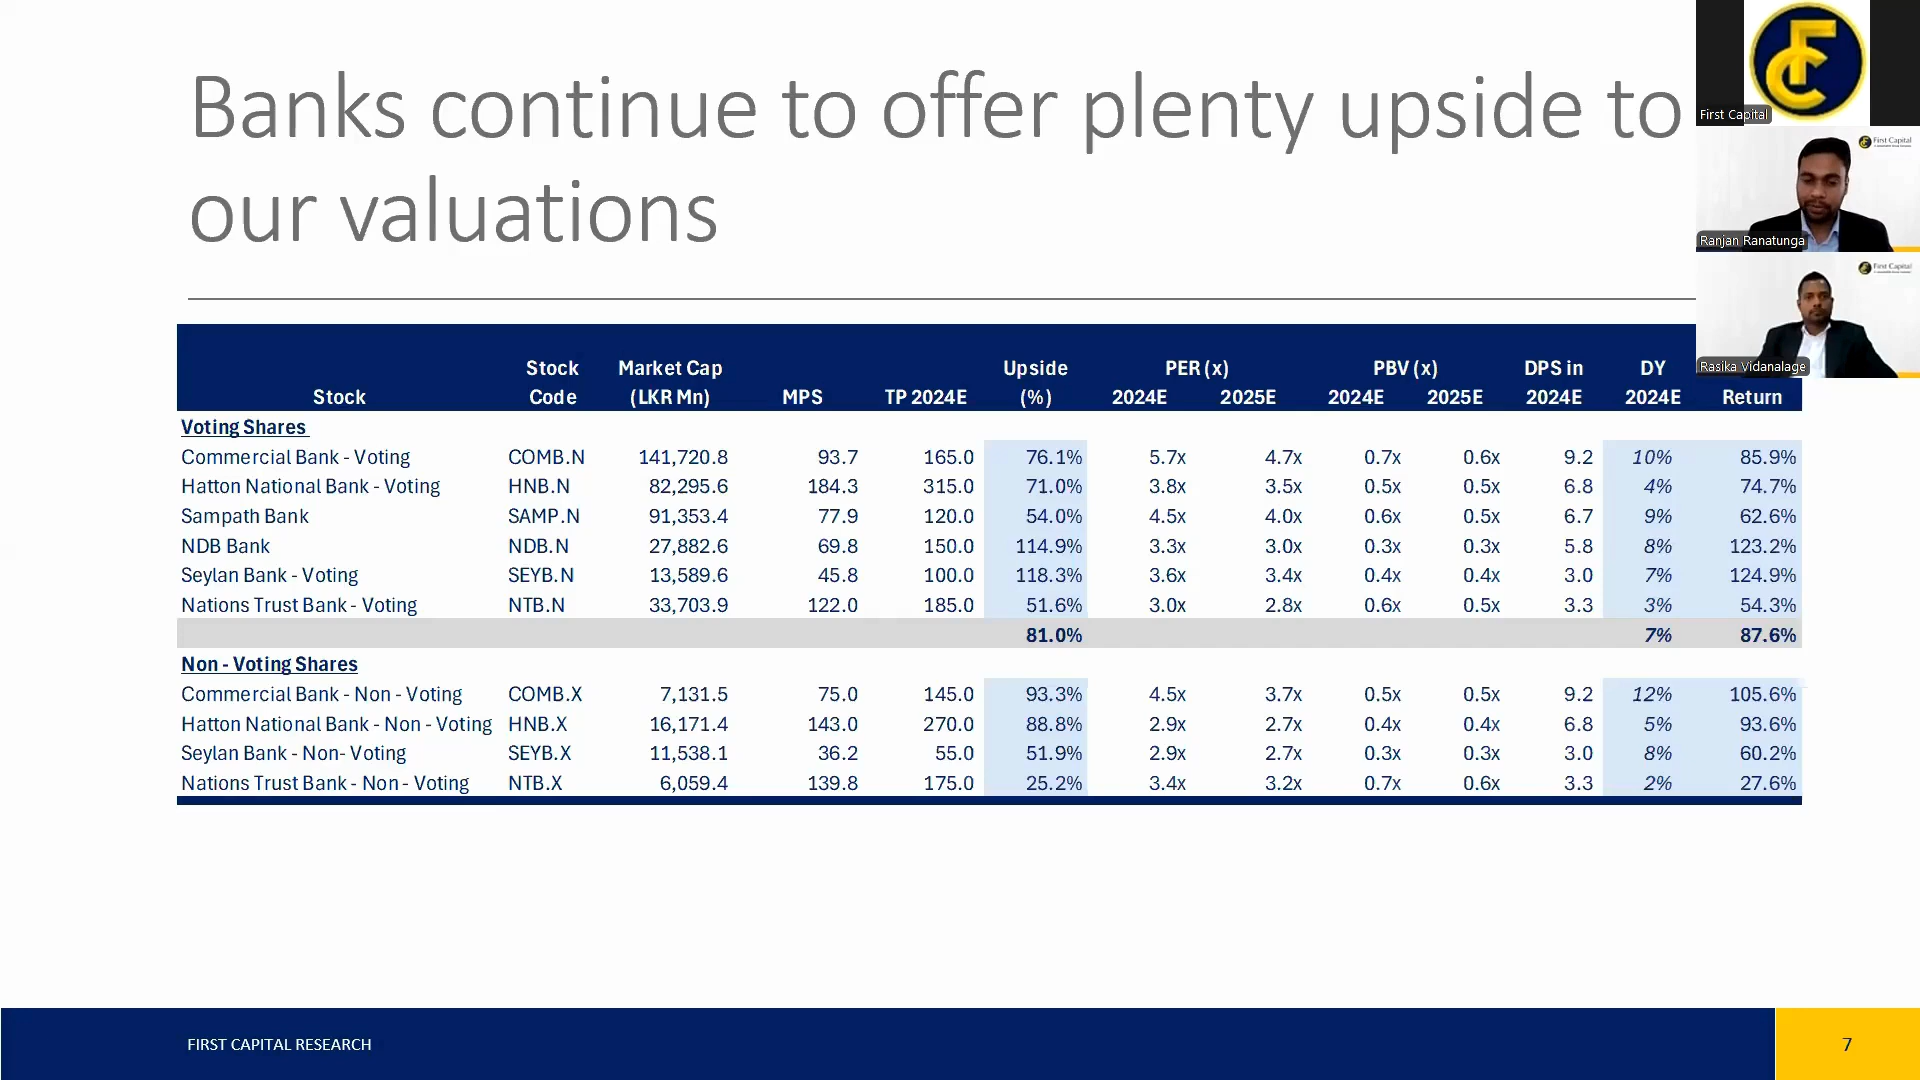 Banks continue to offer plenty upside to
our valuations
First Capital
First Capital
Ranjan Ranatunga
First Capital
Rasika Vidanalage
Stock Market Cap Upside PER (x) PBV (x) DPS in DY
Stock Code (LKR Mn) MPS TP 2024E (%) 2024E 2025E 2024E 2025E 2024E 2024E Return
Voting Shares
Commercial Bank - Voting COMB.N 141,720.8 93.7 165.0 76.1% 5.7x 4.7x 0.7x 0.6x 9.2 10% 85.9%
Hatton National Bank - Voting HNB.N 82,295.6 184.3 315.0 71.0% 3.8x 3.5x 0.5x 0.5x 6.8 4% 74.7%
Sampath Bank SAMP.N 91,353.4 77.9 120.0 54.0% 4.5x 4.0x 0.6x 0.5x 6.7 9% 62.6%
NDB Bank NDB.N 27,882.6 69.8 150.0 114.9% 3.3x 3.0x 0.3x 0.3x 5.8 8% 123.2%
Seylan Bank - Voting SEYB.N 13,589.6 45.8 100.0 118.3% 3.6x 3.4x 0.4x 0.4x 3.0 7% 124.9%
Nations Trust Bank - Voting NTB.N 33,703.9 122.0 185.0 51.6% 3.0x 2.8x 0.6x 0.5x 3.3 3% 54.3%
81.0% 7% 87.6%
Non - Voting Shares
Commercial Bank - Non - Voting COMB.X 7,131.5 75.0 145.0 93.3% 4.5x 3.7x 0.5x 0.5x 9.2 12% 105.6%
Hatton National Bank - Non - Voting HNB.X 16,171.4 143.0 270.0 88.8% 2.9x 2.7x 0.4x 0.4x 6.8 5% 93.6%
Seylan Bank - Non- Voting SEYB.X 11,538.1 36.2 55.0 51.9% 2.9x 2.7x 0.3x 0.3x 3.0 8% 60.2%
Nations Trust Bank - Non - Voting NTB.X 6,059.4 139.8 175.0 25.2% 3.4x 3.2x 0.7x 0.6x 3.3 2% 27.6%
FIRST CAPITAL RESEARCH
7